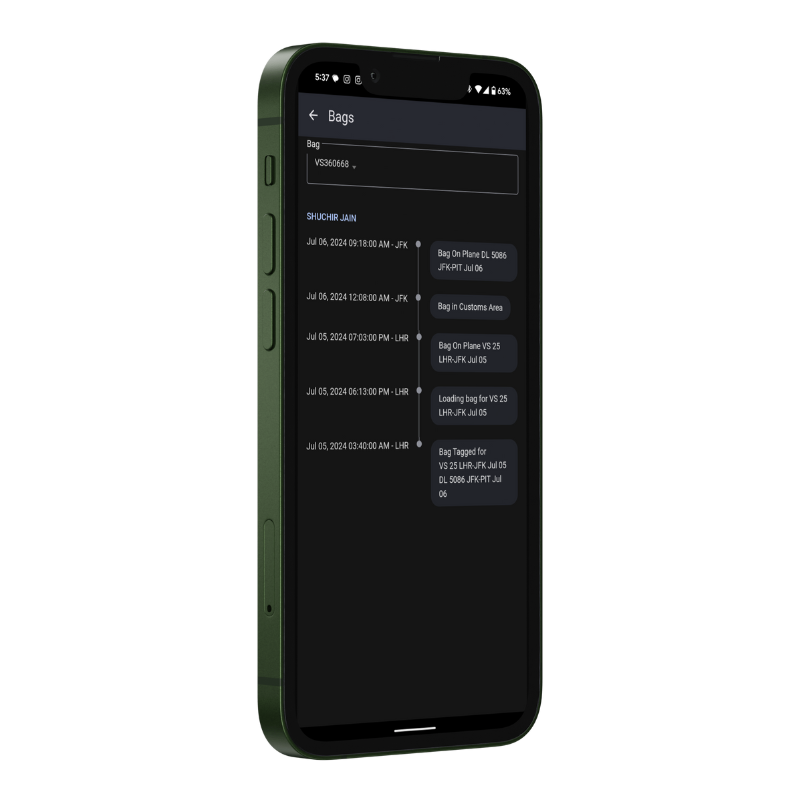 5:37
63%
Bags
Bag
VS360668
SHUCHIR JAIN
Jul 06, 2024 09:18:00 AM - JFK
Bag On Plane DL 5086
JFK-PIT Jul 06
Jul 06, 2024 12:08:00 AM - JFK
Bag in Customs Area
Jul 05, 2024 07:03:00 PM - LHR
Bag On Plane VS 25
LHR-JFK Jul 05
Jul 05, 2024 06:13:00 PM - LHR
Loading bag for VS 25
LHR-JFK Jul 05
Jul 05, 2024 03:40:00 AM - LHR
Bag Tagged for
VS 25 LHR-JFK Jul 05
DL 5086 JFK-PIT Jul
06